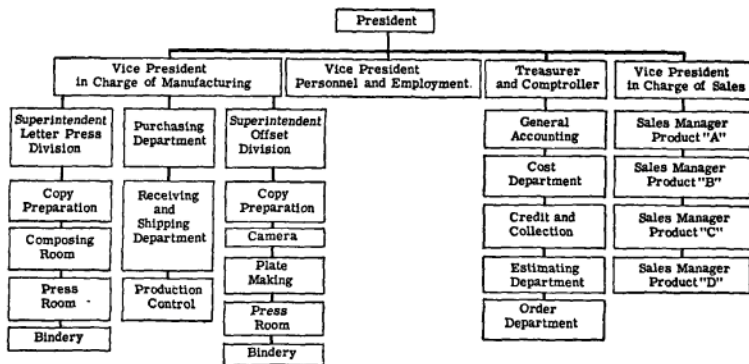 President
Vice President
in Charge of Manufacturing
Vice President
Personnel and Employment.
Treasurer
and Comptroller
Vice President
in Charge of Sales
Superintendent
Letter Press
Division
Copy
Preparation
Composing
Room
Press
Room
Bindery
Purchasing
Department
Receiving
and
Shipping
Department
Production
Control
Superintendent
Offset
Division
Copy
Preparation
Camera
Plate
Making
Press
Room
Bindery
General
Accounting
Cost
Department
Credit and
Collection
Estimating
Department
Order
Department
Sales Manager
Product "A"
Sales Manager
Product "B"
Sales Manager
Product "C"
Sales Manager
Product "D"